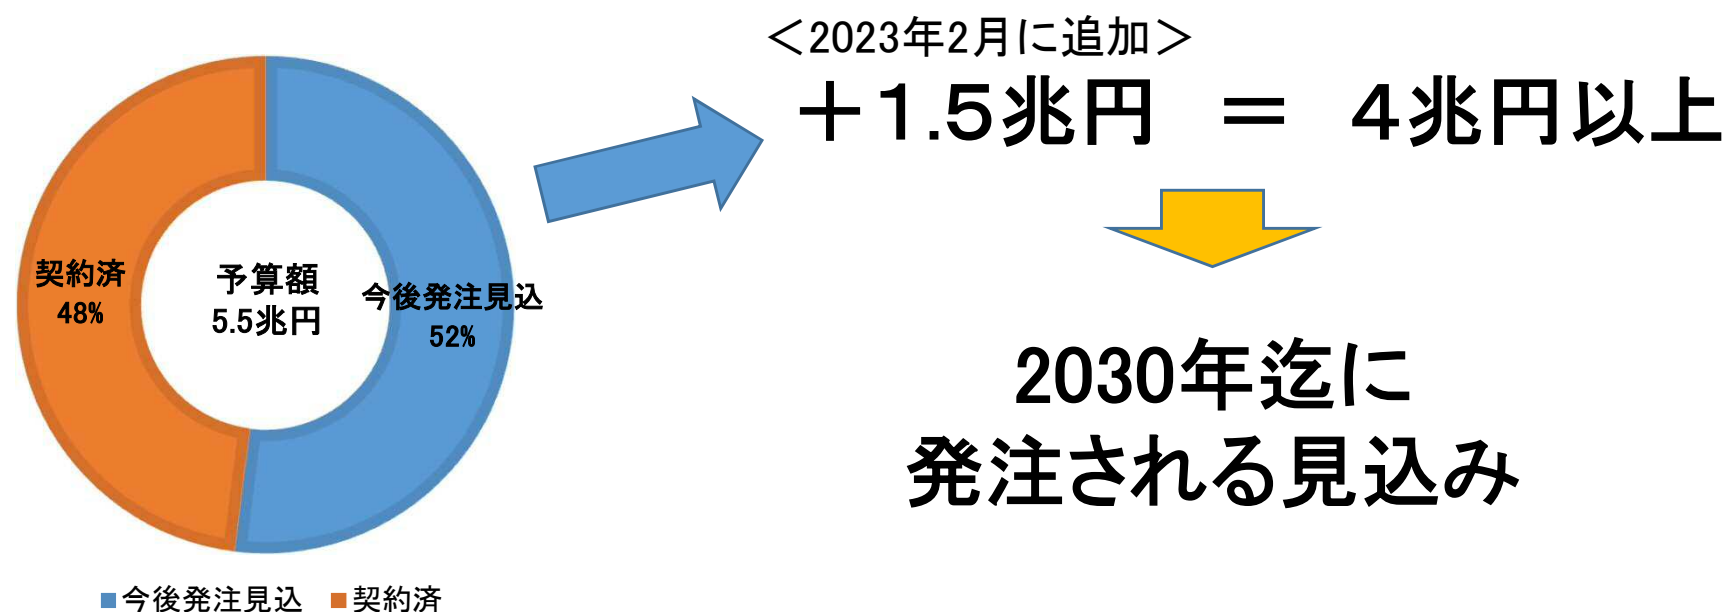 ＜2023年2月に追加＞
＋1.5兆円　＝　4兆円以上
契約済
48%
予算額
5.5兆円
今後発注見込
52%
2030年迄に
発注される見込み
今後発注見込 契約済